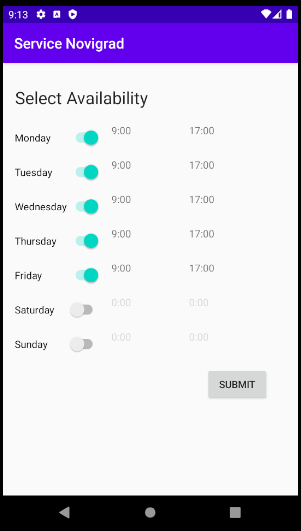 9:13
Service Novigrad
Select Availability
Monday 9:00 17:00
Tuesday 9:00 17:00
Wednesday 9:00 17:00
Thursday 9:00 17:00
Friday 9:00 17:00
Saturday 0:00 0:00
Sunday 0:00 0:00
SUBMIT